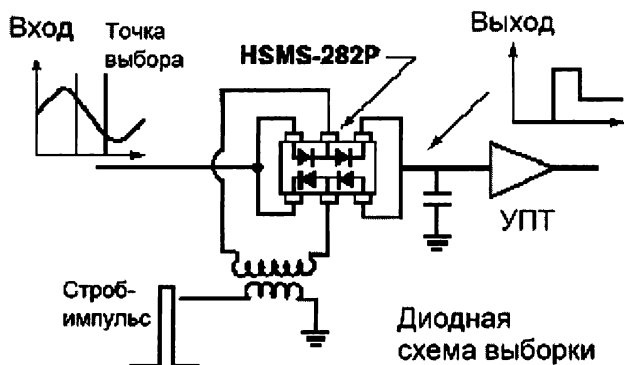 Вход
Точка
выбора
HSMS-282P
Выход
УПТ
Строб-
импульс
Диодная
схема выборки